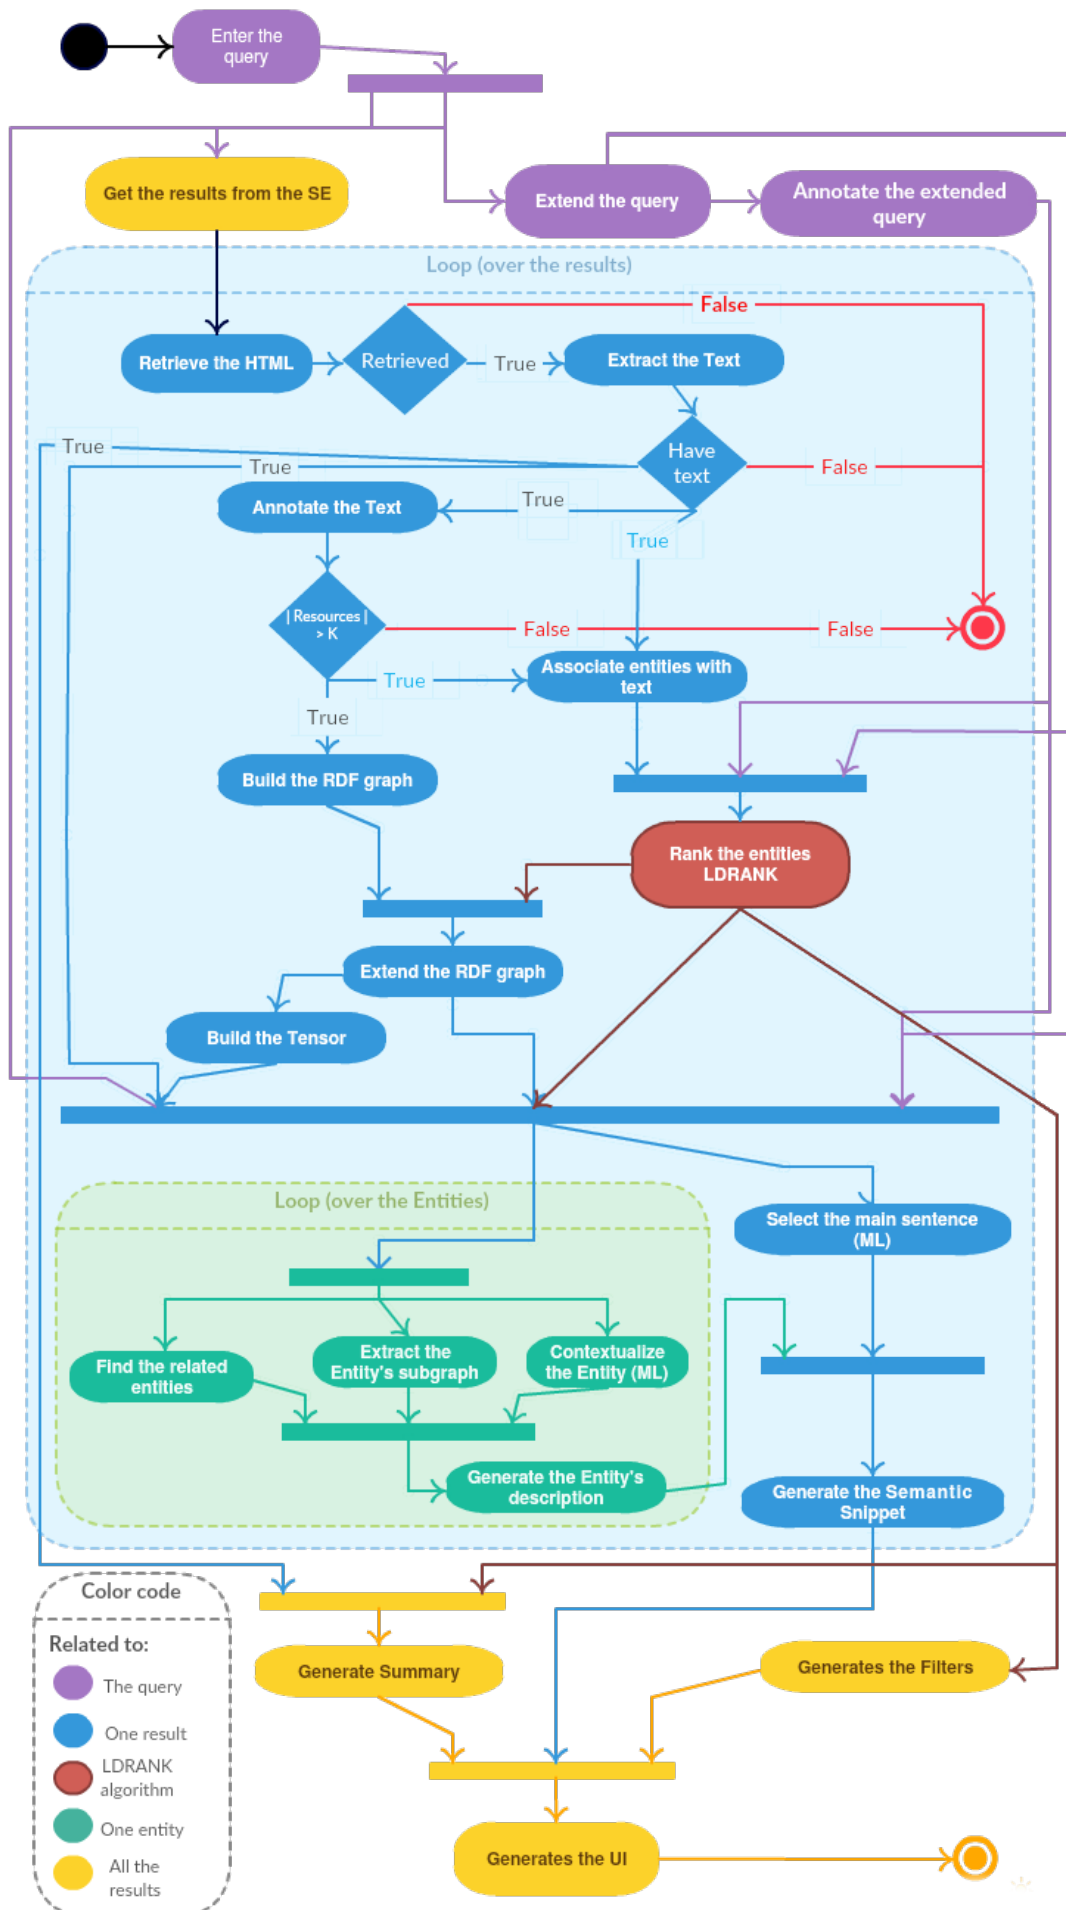 Enter the
query
Get the results from the SE
Extend the query
Annotate the extended
query
Loop (over the results)
False
Retrieve the HTML
Retrieved
True
Extract the Text
True
True
Have
text
False
Annotate the Text
True
True
| Resources |
> K
False
False
True
Associate entities with
text
True
Build the RDF graph
Rank the entities
LDRANK
Extend the RDF graph
Build the Tensor
Loop (over the Entities)
Select the main sentence
(ML)
Find the related
entities
Extract the
Entity's subgraph
Contextualize
the Entity (ML)
Generate the Entity's
description
Generate the Semantic
Snippet
Color code
Related to:
The query
One result
LDRANK
algorithm
One entity
All the
results
Generate Summary
Generates the Filters
Generates the UI